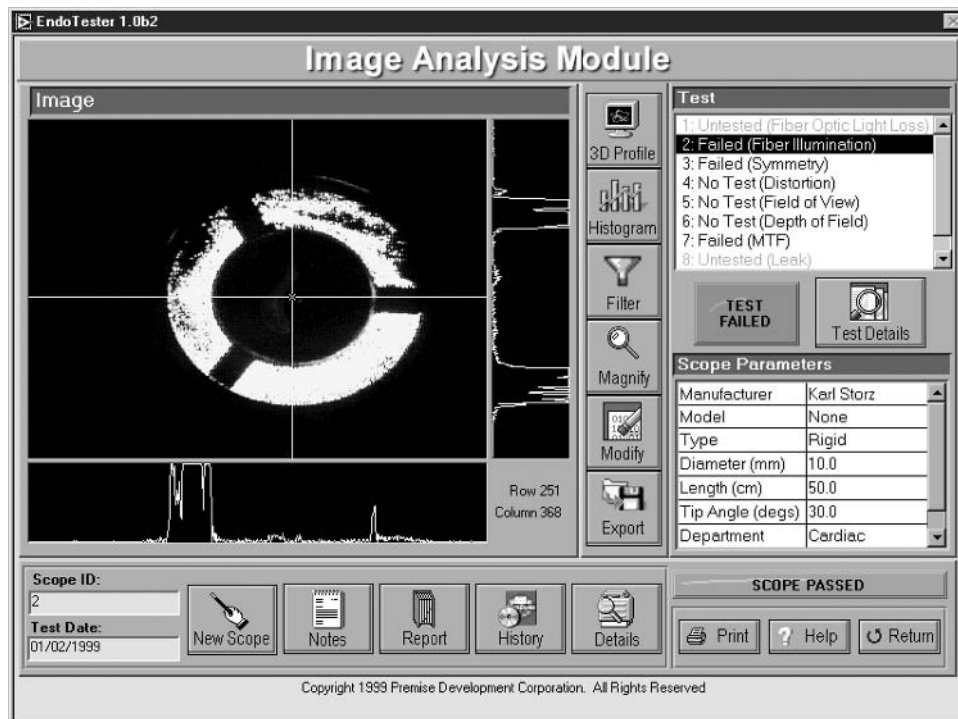 EndoTester 1.0b2
Image Analysis Module
Image
3D Profile
Histogram
Filter
Magnify
Modify
Export
Row 251
Column 368
Test
1: Untested (Fiber Optic Light Loss)
2: Failed (Fiber Illumination)
3: Failed (Symmetry)
4: No Test (Distortion)
5: No Test (Field of View)
6: No Test (Depth of Field)
7: Failed (MTF)
8: Untested (Leak)
TEST
FAILED
Test Details
Scope Parameters
Manufacturer Karl Storz
Model None
Type Rigid
Diameter (mm) 10.0
Length (cm) 50.0
Tip Angle (degs) 30.0
Department Cardiac
Scope ID:
2
Test Date:
01/02/1999
New Scope
Notes
Report
History
Details
SCOPE PASSED
Print
Help
Return
Copyright 1999 Premise Development Corporation. All Rights Reserved